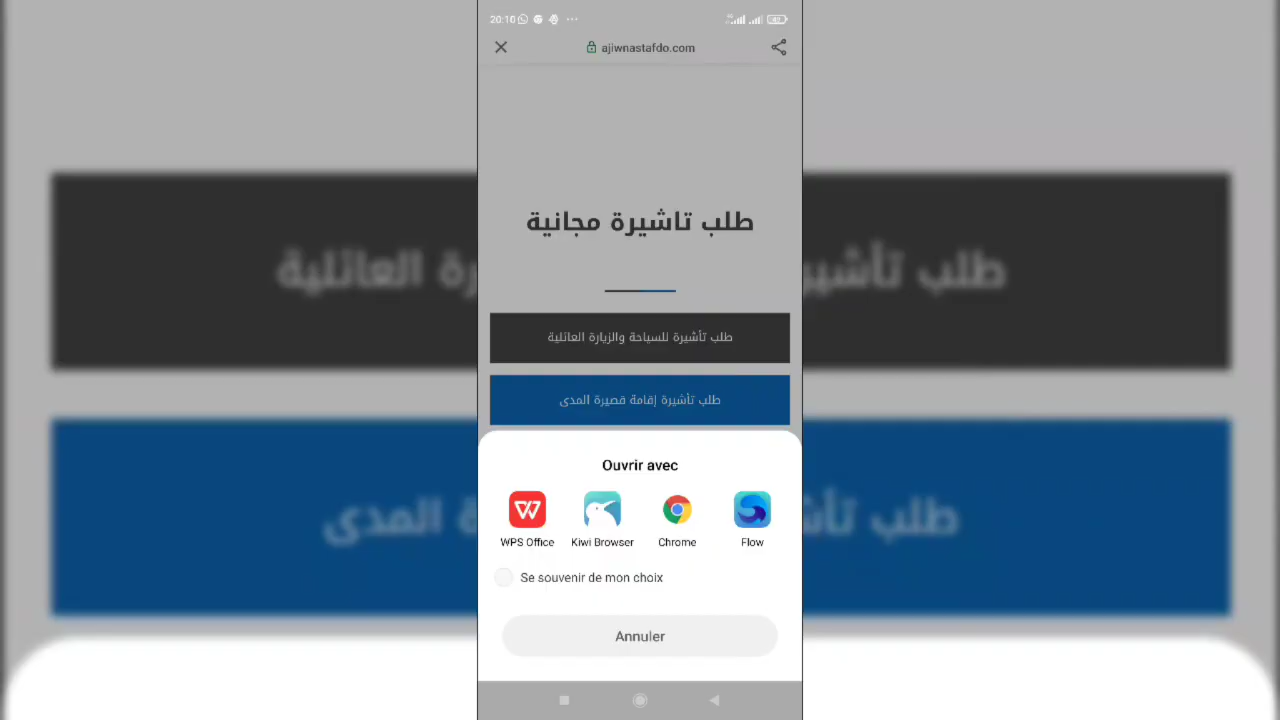 20:10
ajiwnastafdo.com
طلب تاشيرة مجانية
طلب تأشيرة للسياحة والزيارة العائلية
طلب تأشيرة إقامة قصيرة المدى
Ouvrir avec
WPS Office
Kiwi Browser
Chrome
Flow
Se souvenir de mon choix
Annuler